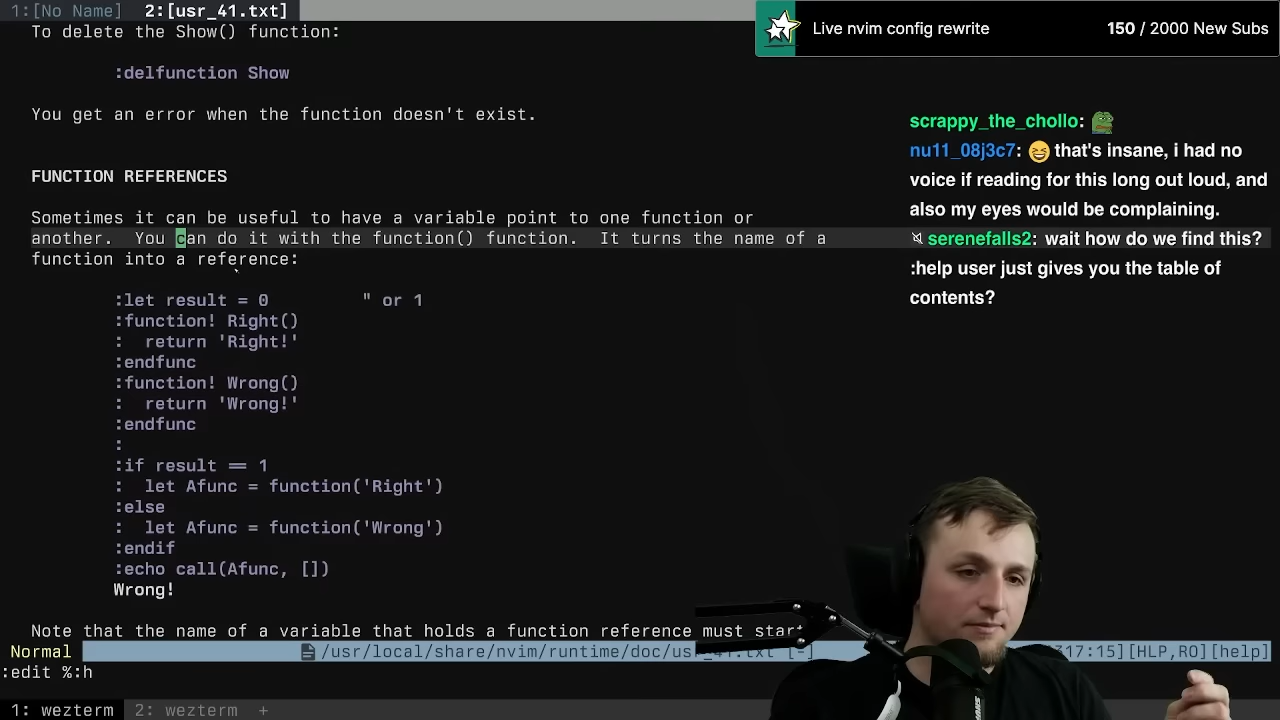 1:[No Name]  2:[usr_41.txt]
To delete the Show() function:
:delfunction Show
You get an error when the function doesn't exist.
FUNCTION REFERENCES
Sometimes it can be useful to have a variable point to one function or
another.  You can do it with the function() function.  It turns the name of a
function into a reference:
:let result = 0         " or 1
:function! Right()
:  return 'Right!'
:endfunc
:function! Wrong()
:  return 'Wrong!'
:endfunc
:
:if result == 1
:  let Afunc = function('Right')
:else
:  let Afunc = function('Wrong')
:endif
:echo call(Afunc, [])
Wrong!
Note that the name of a variable that holds a function reference must start
Normal /usr/local/share/nvim/runtime/doc/usr_41.txt [-] 317:15][HLP,RO][help]
:edit %:h
1: wezterm  2: wezterm  +
Live nvim config rewrite 150 / 2000 New Subs
scrappy_the_chollo:
nu11_08j3c7: that's insane, i had no
voice if reading for this long out loud, and
also my eyes would be complaining.
serenefalls2: wait how do we find this?
:help user just gives you the table of
contents?